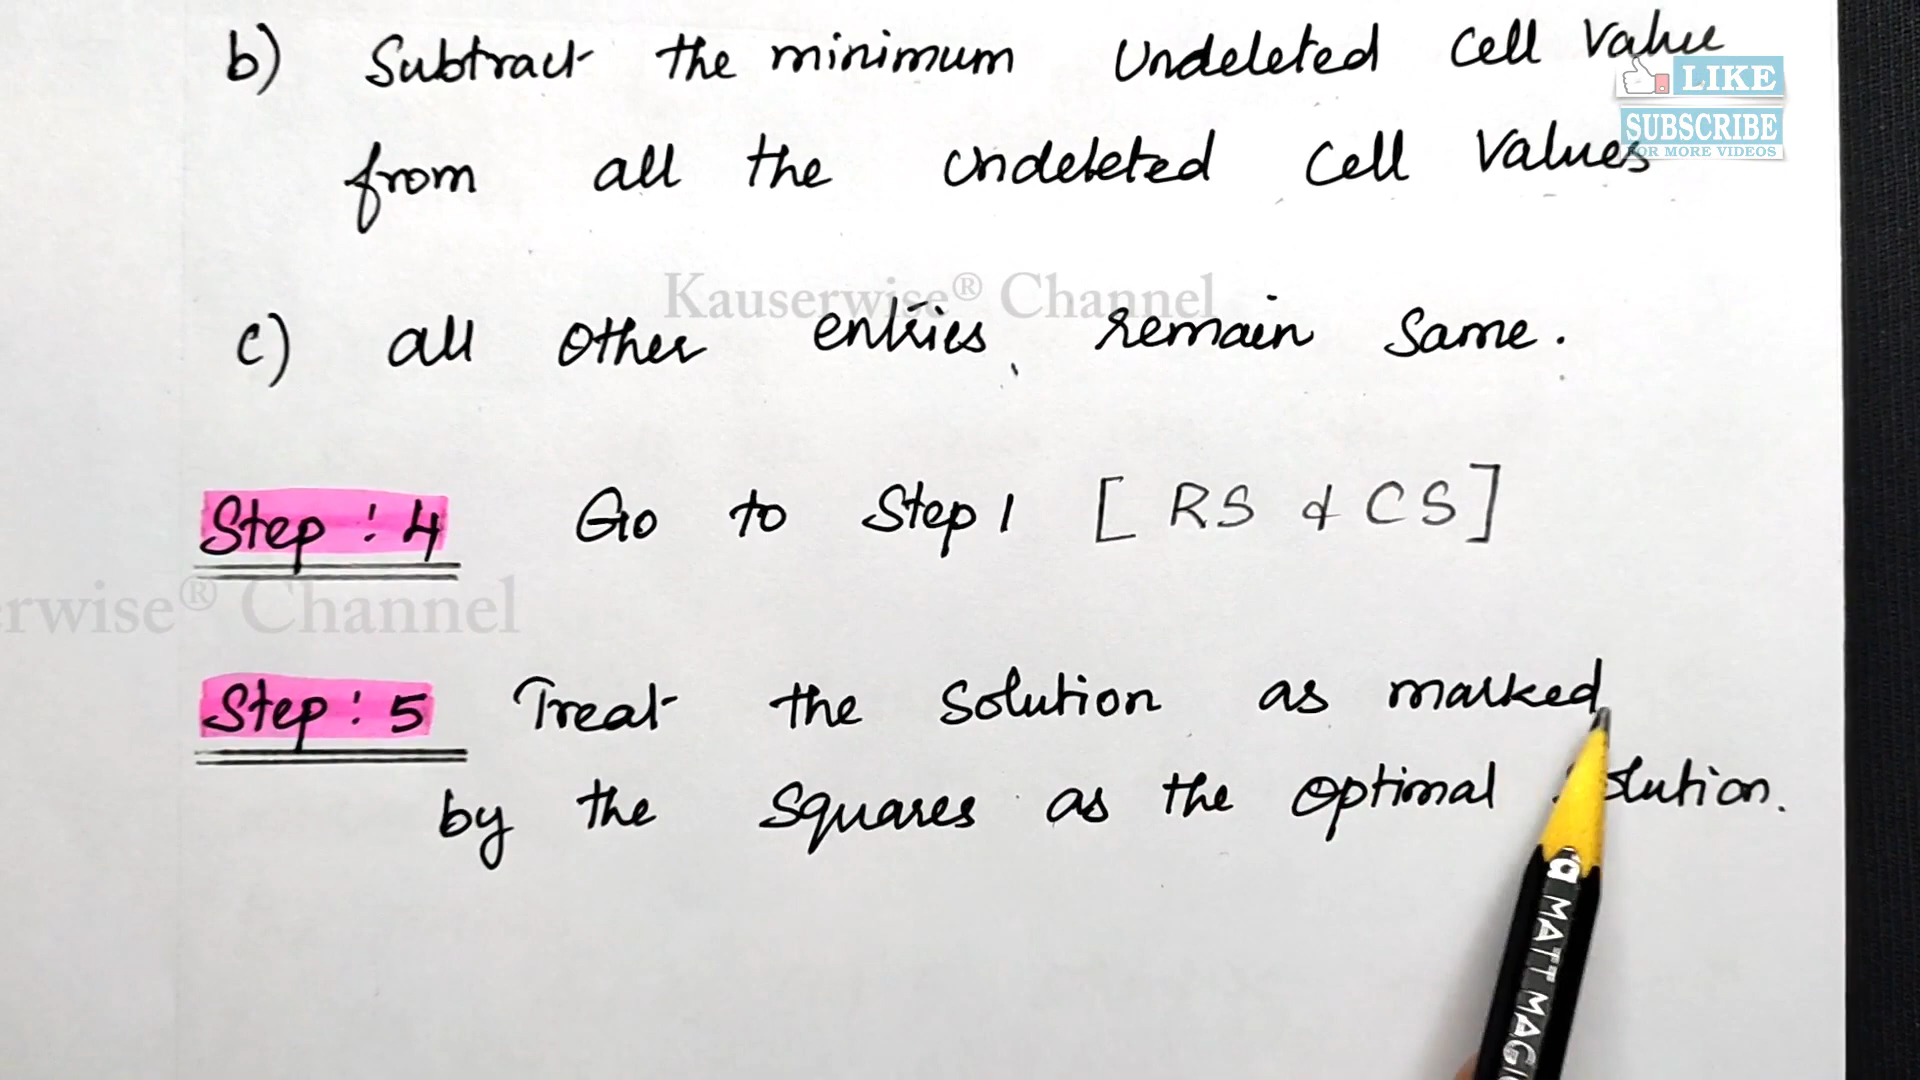 b) Subtract the minimum Undeleted Cell Value
LIKE
SUBSCRIBE
FOR MORE VIDEOS
from all the Undeleted Cell Values
Kauserwise® Channel
c) all other entries remain Same.
Step : 4 Go to Step 1 [ RS & CS ]
erwise® Channel
Step : 5 Treat the Solution as marked
by the Squares as the Optimal Solution.
MATT MAGIC